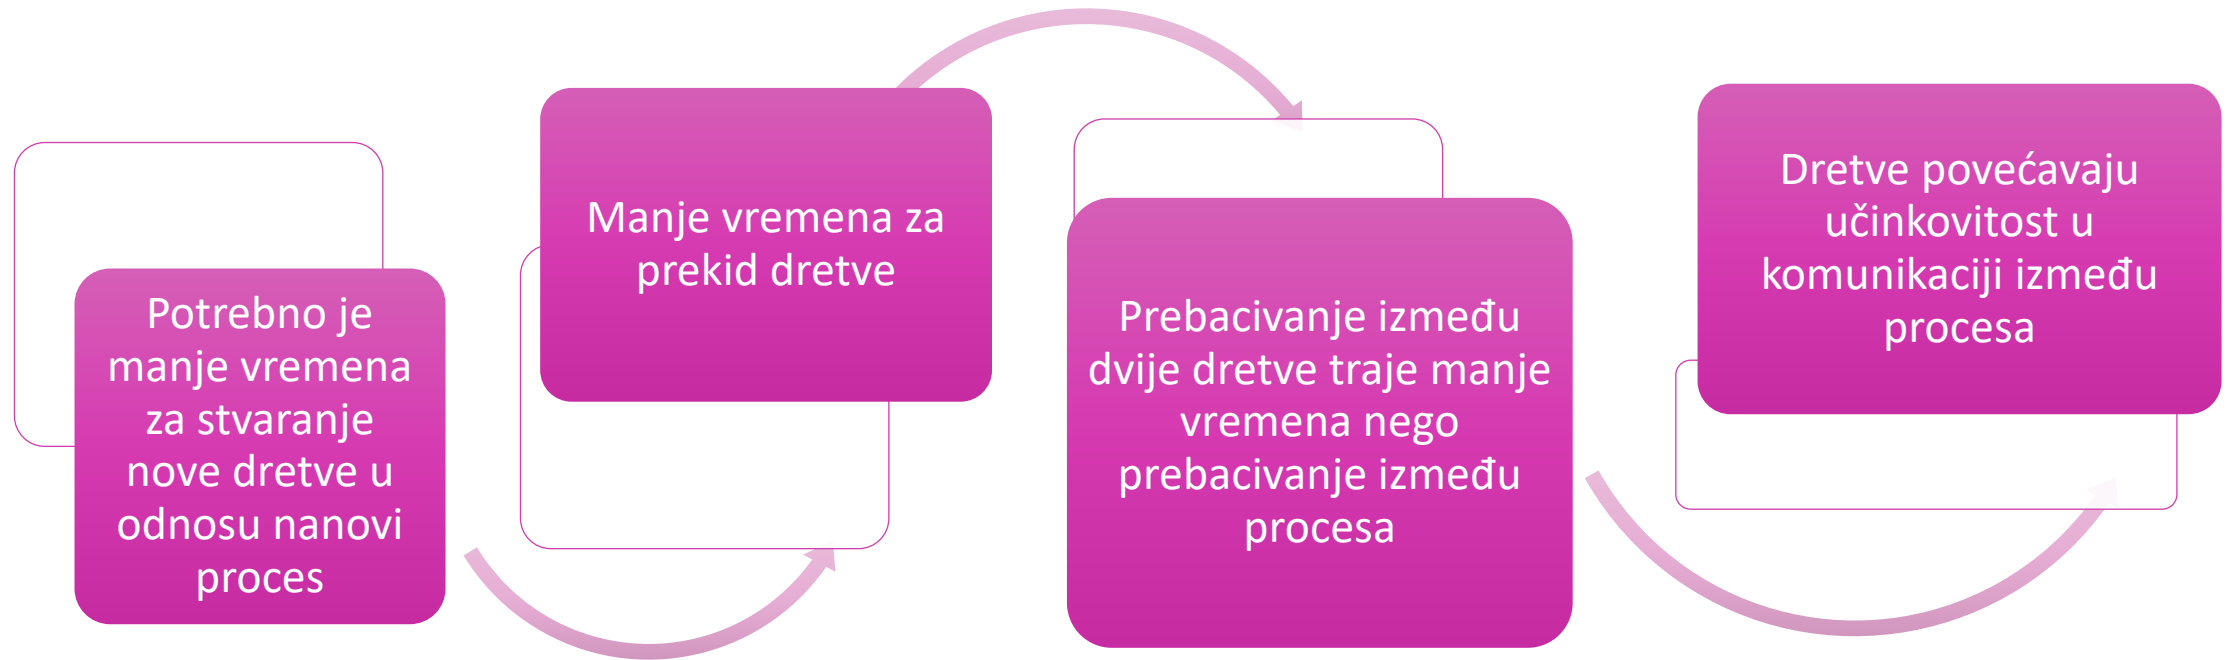 Potrebno je
manje vremena
za stvaranje
nove dretve u
odnosu nanovi
proces
Manje vremena za
prekid dretve
Prebacivanje između
dvije dretve traje manje
vremena nego
prebacivanje između
procesa
Dretve povećavaju
učinkovitost u
komunikaciji između
procesa